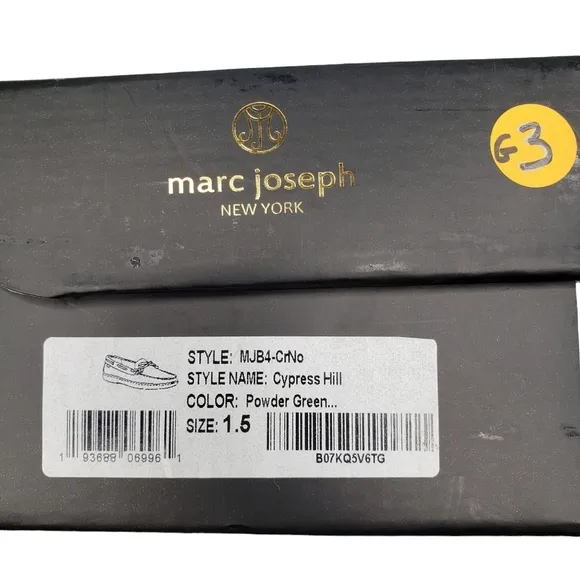 G3
marc joseph
NEW YORK
STYLE: MJB4-CrNo
STYLE NAME: Cypress Hill
COLOR: Powder Green...
SIZE: 1.5
1 93688 06996 1
B07KQ5V6TG